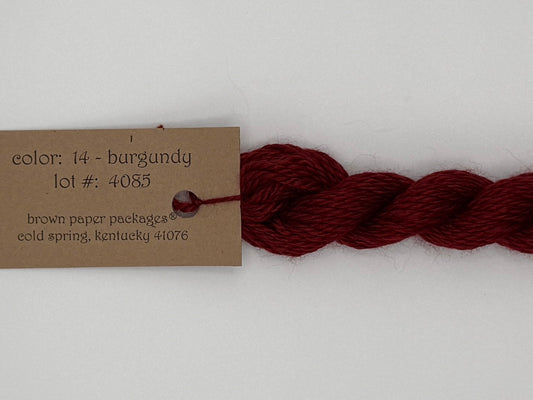 color: 14 - burgundy
lot #: 4085
brown paper packages®
cold spring, kentucky 41076